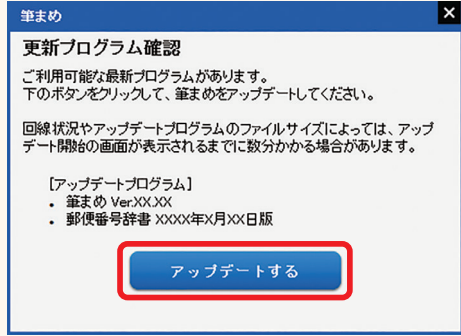 筆まめ
更新プログラム確認
ご利用可能な最新プログラムがあります。
下のボタンをクリックして、筆まめをアップデートしてください。
回線状況やアップデートプログラムのファイルサイズによっては、アップ
デート開始の画面が表示されるまでに数分かかる場合があります。
[アップデートプログラム]
・ 筆まめ Ver.XX.XX
・ 郵便番号辞書 XXXX年X月XX日版
アップデートする